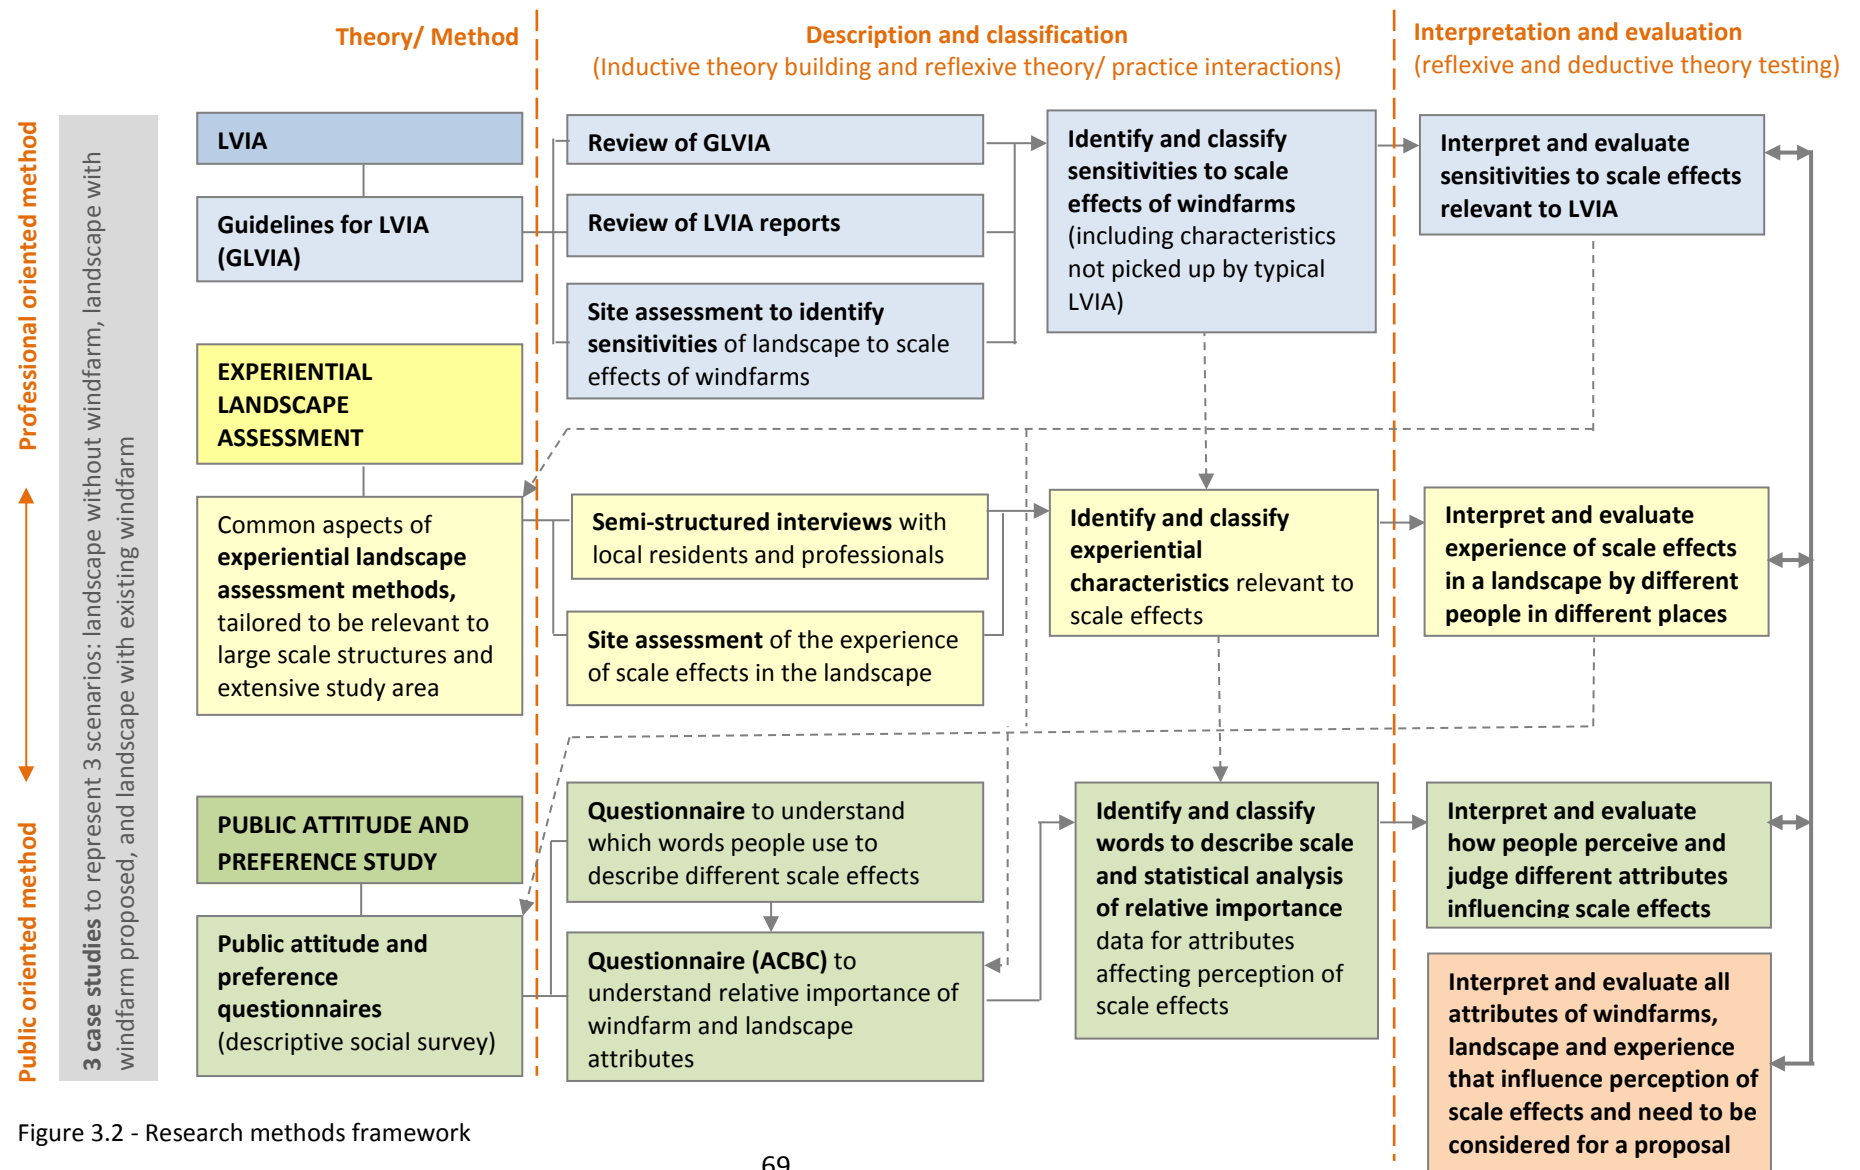 Theory/ Method
Description and classification
(Inductive theory building and reflexive theory/ practice interactions)
Interpretation and evaluation
(reflexive and deductive theory testing)
Professional oriented method
Public oriented method
3 case studies to represent 3 scenarios: landscape without windfarm, landscape with
windfarm proposed, and landscape with existing windfarm
LVIA
Guidelines for LVIA
(GLVIA)
Review of GLVIA
Review of LVIA reports
Site assessment to identify
sensitivities of landscape to scale
effects of windfarms
Identify and classify
sensitivities to scale
effects of windfarms
(including characteristics
not picked up by typical
LVIA)
Interpret and evaluate
sensitivities to scale effects
relevant to LVIA
EXPERIENTIAL
LANDSCAPE
ASSESSMENT
Common aspects of
experiential landscape
assessment methods,
tailored to be relevant to
large scale structures and
extensive study area
Semi-structured interviews with
local residents and professionals
Site assessment of the experience
of scale effects in the landscape
Identify and classify
experiential
characteristics relevant to
scale effects
Interpret and evaluate
experience of scale effects
in a landscape by different
people in different places
PUBLIC ATTITUDE AND
PREFERENCE STUDY
Public attitude and
preference
questionnaires
(descriptive social survey)
Questionnaire to understand
which words people use to
describe different scale effects
Questionnaire (ACBC) to
understand relative importance of
windfarm and landscape
attributes
Identify and classify
words to describe scale
and statistical analysis
of relative importance
data for attributes
affecting perception of
scale effects
Interpret and evaluate
how people perceive and
judge different attributes
influencing scale effects
Interpret and evaluate all
attributes of windfarms,
landscape and experience
that influence perception of
scale effects and need to be
considered for a proposal
Figure 3.2 - Research methods framework
69